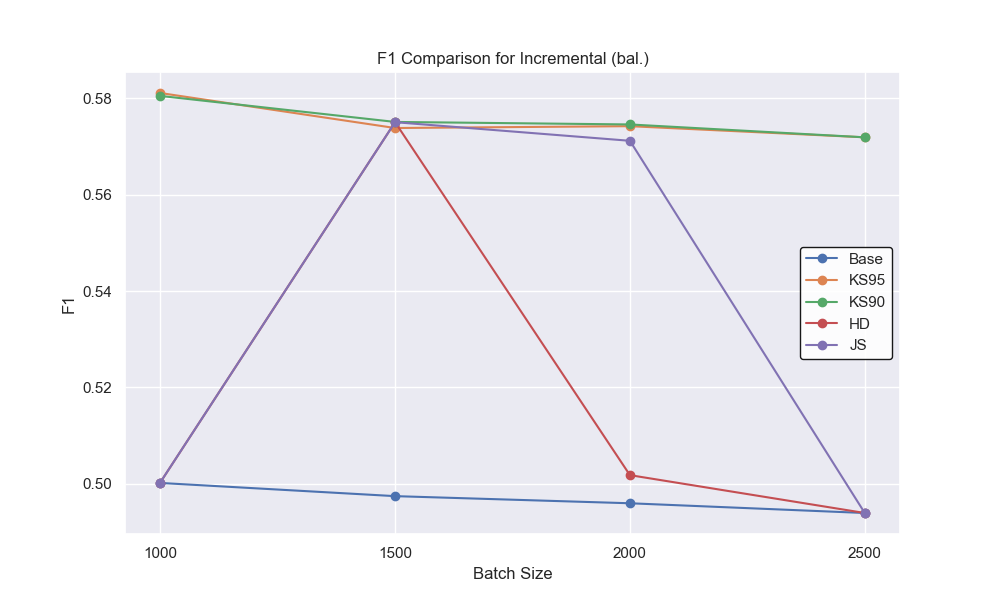 F1 Comparison for Incremental (bal.)
F1
0.58
0.56
0.54
0.52
0.50
1000 1500 2000 2500
Batch Size
Base
KS95
KS90
HD
JS